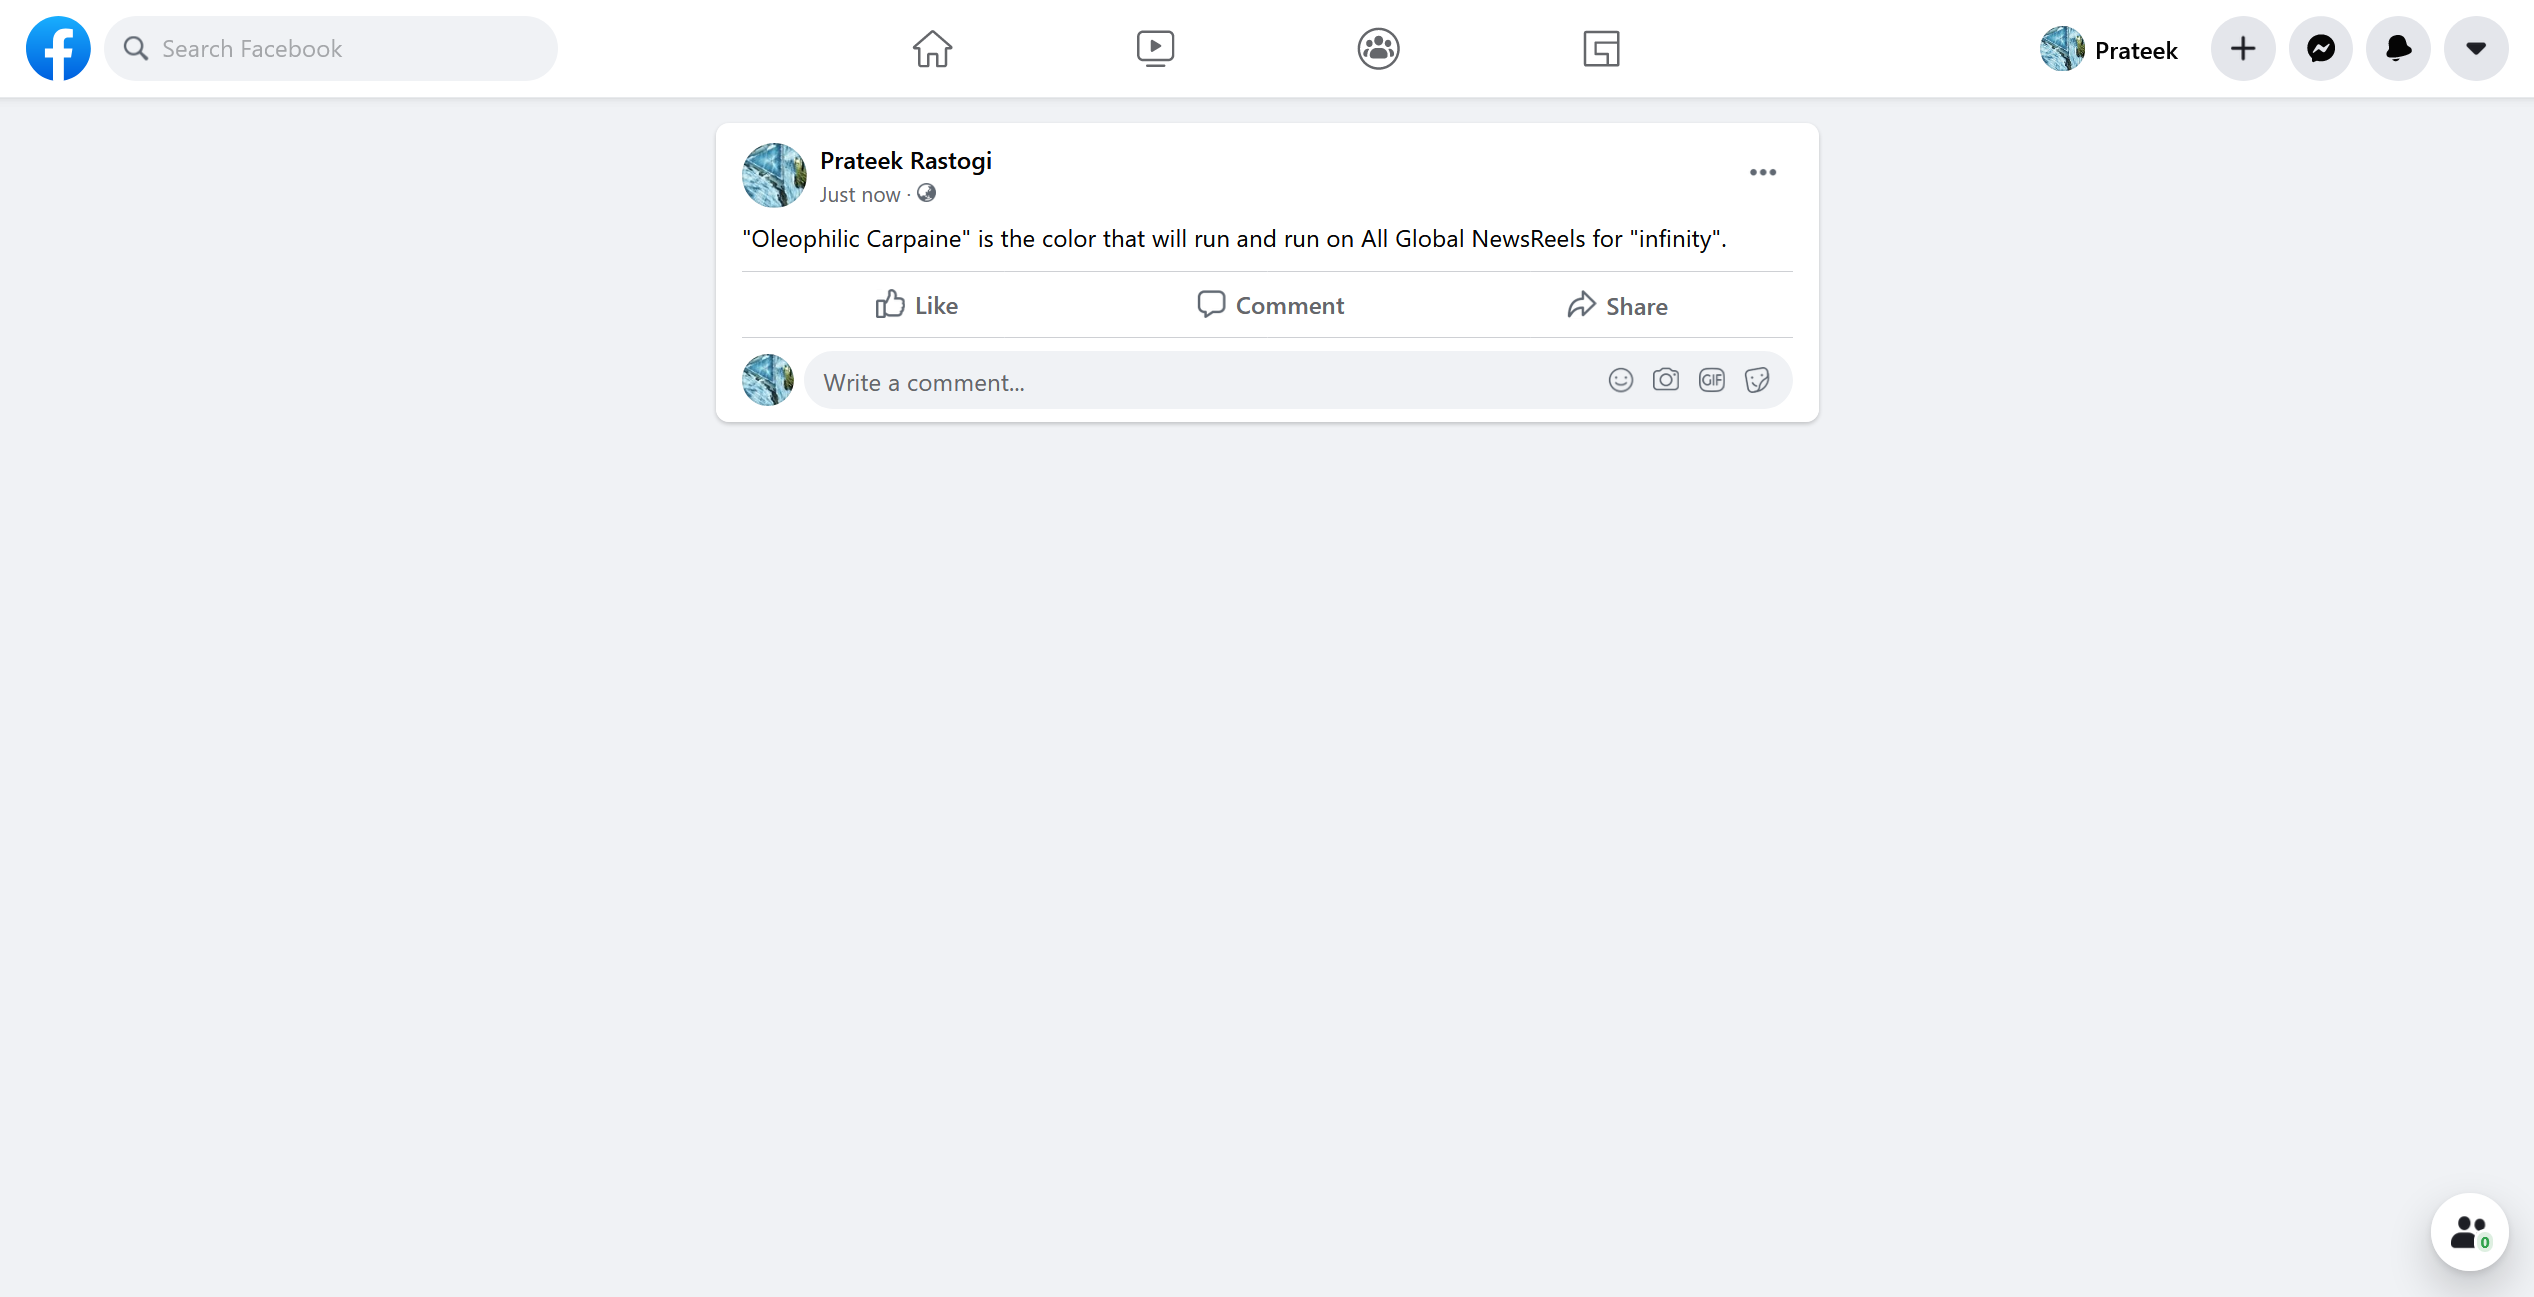 Search Facebook
Prateek
Prateek Rastogi
Just now ·
"Oleophilic Carpaine" is the color that will run and run on All Global NewsReels for "infinity".
Like
Comment
Share
Write a comment...
GIF
0